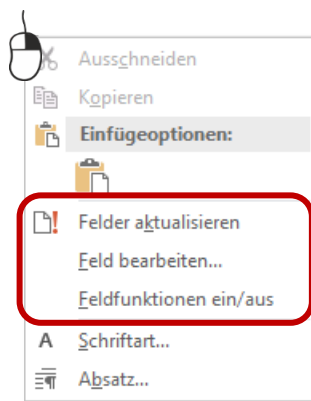 Ausschneiden
Kopieren
Einfügeoptionen:
Felder aktualisieren
Feld bearbeiten...
Feldfunktionen ein/aus
A Schriftart...
Absatz...